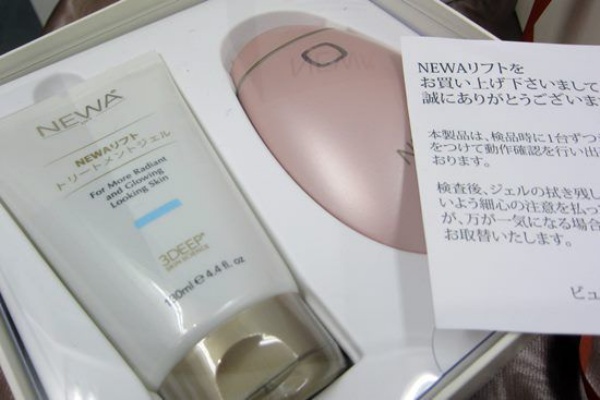 NEWA®
NEWAリフト
トリートメントジェル
For More Radiant
and Glowing
Looking Skin
3DEEP®
SKIN SCIENCE
130ml e 4.4 fl. oz
NEWAリフトを
お買い上げ下さいまして
誠にありがとうございま
本製品は、検品時に1台ずつ
をつけて動作確認を行い出
おります。
検査後、ジェルの拭き残し
いよう細心の注意を払っ
が、万が一気になる場合
お取替いたします。
ビュ